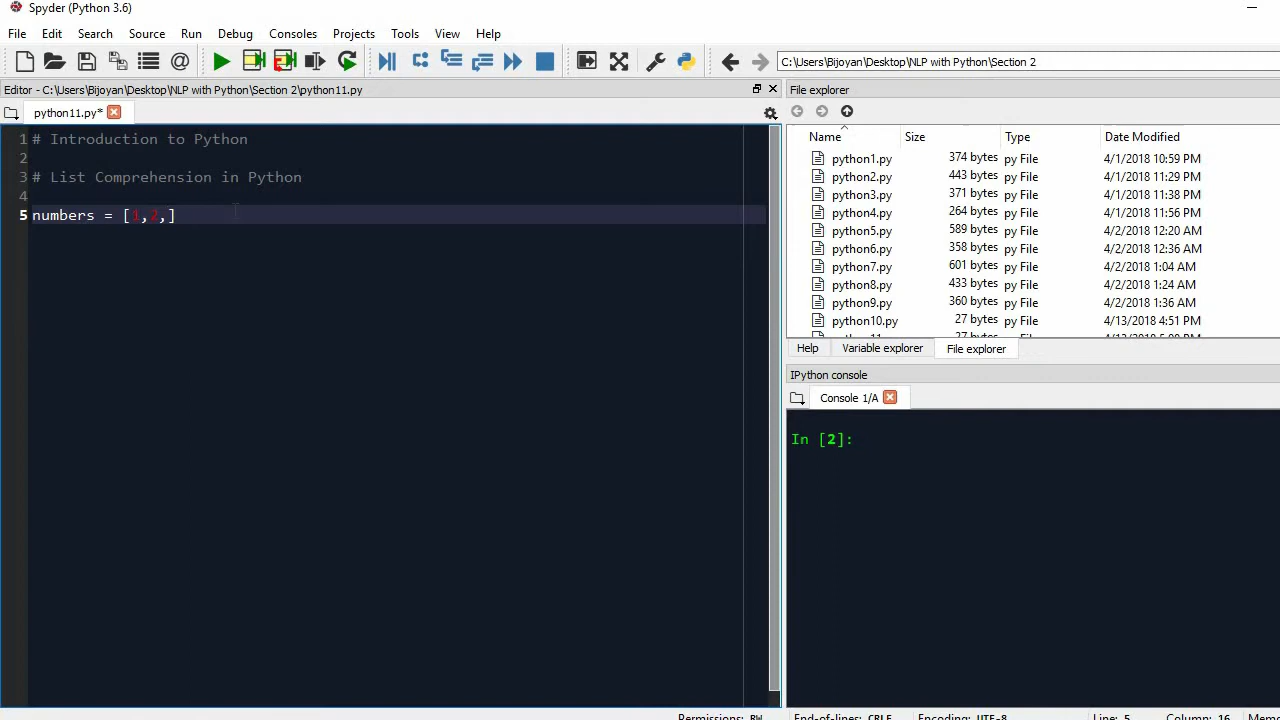 Spyder (Python 3.6)
File Edit Search Source Run Debug Consoles Projects Tools View Help
C:\Users\Bijoyan\Desktop\NLP with Python\Section 2
Editor - C:\Users\Bijoyan\Desktop\NLP with Python\Section 2\python11.py
python11.py*
1 # Introduction to Python
2
3 # List Comprehension in Python
4
5 numbers = [1,2,]
File explorer
Name Size Type Date Modified
python1.py 374 bytes py File 4/1/2018 10:59 PM
python2.py 443 bytes py File 4/1/2018 11:29 PM
python3.py 371 bytes py File 4/1/2018 11:38 PM
python4.py 264 bytes py File 4/1/2018 11:56 PM
python5.py 589 bytes py File 4/2/2018 12:20 AM
python6.py 358 bytes py File 4/2/2018 12:36 AM
python7.py 601 bytes py File 4/2/2018 1:04 AM
python8.py 433 bytes py File 4/2/2018 1:24 AM
python9.py 360 bytes py File 4/2/2018 1:36 AM
python10.py 27 bytes py File 4/13/2018 4:51 PM
Help Variable explorer File explorer
IPython console
Console 1/A
In [2]:
Permissions: RW End-of-lines: CRLF Encoding: UTF-8 Line: 5 Column: 16